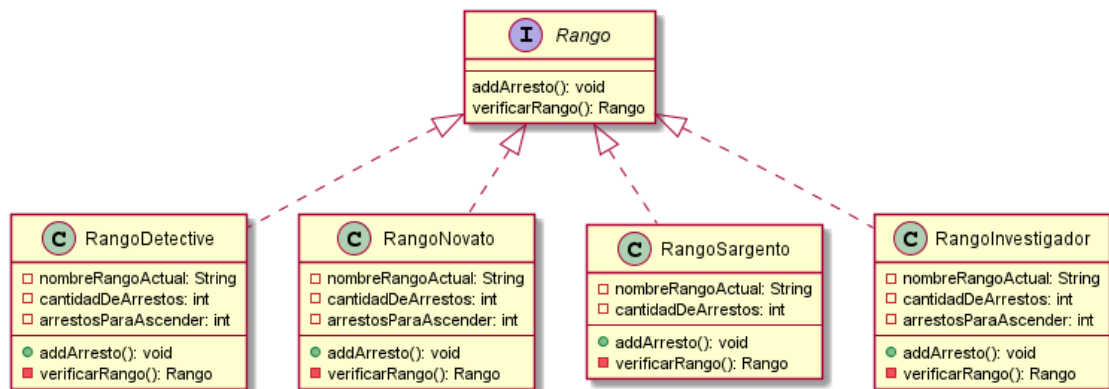 I Rango
addArresto(): void
verificarRango(): Rango
C RangoDetective
nombreRangoActual: String
cantidadDeArrestos: int
arrestosParaAscender: int
addArresto(): void
verificarRango(): Rango
C RangoNovato
nombreRangoActual: String
cantidadDeArrestos: int
arrestosParaAscender: int
addArresto(): void
verificarRango(): Rango
C RangoSargento
nombreRangoActual: String
cantidadDeArrestos: int
addArresto(): void
verificarRango(): Rango
C RangoInvestigador
nombreRangoActual: String
cantidadDeArrestos: int
arrestosParaAscender: int
addArresto(): void
verificarRango(): Rango